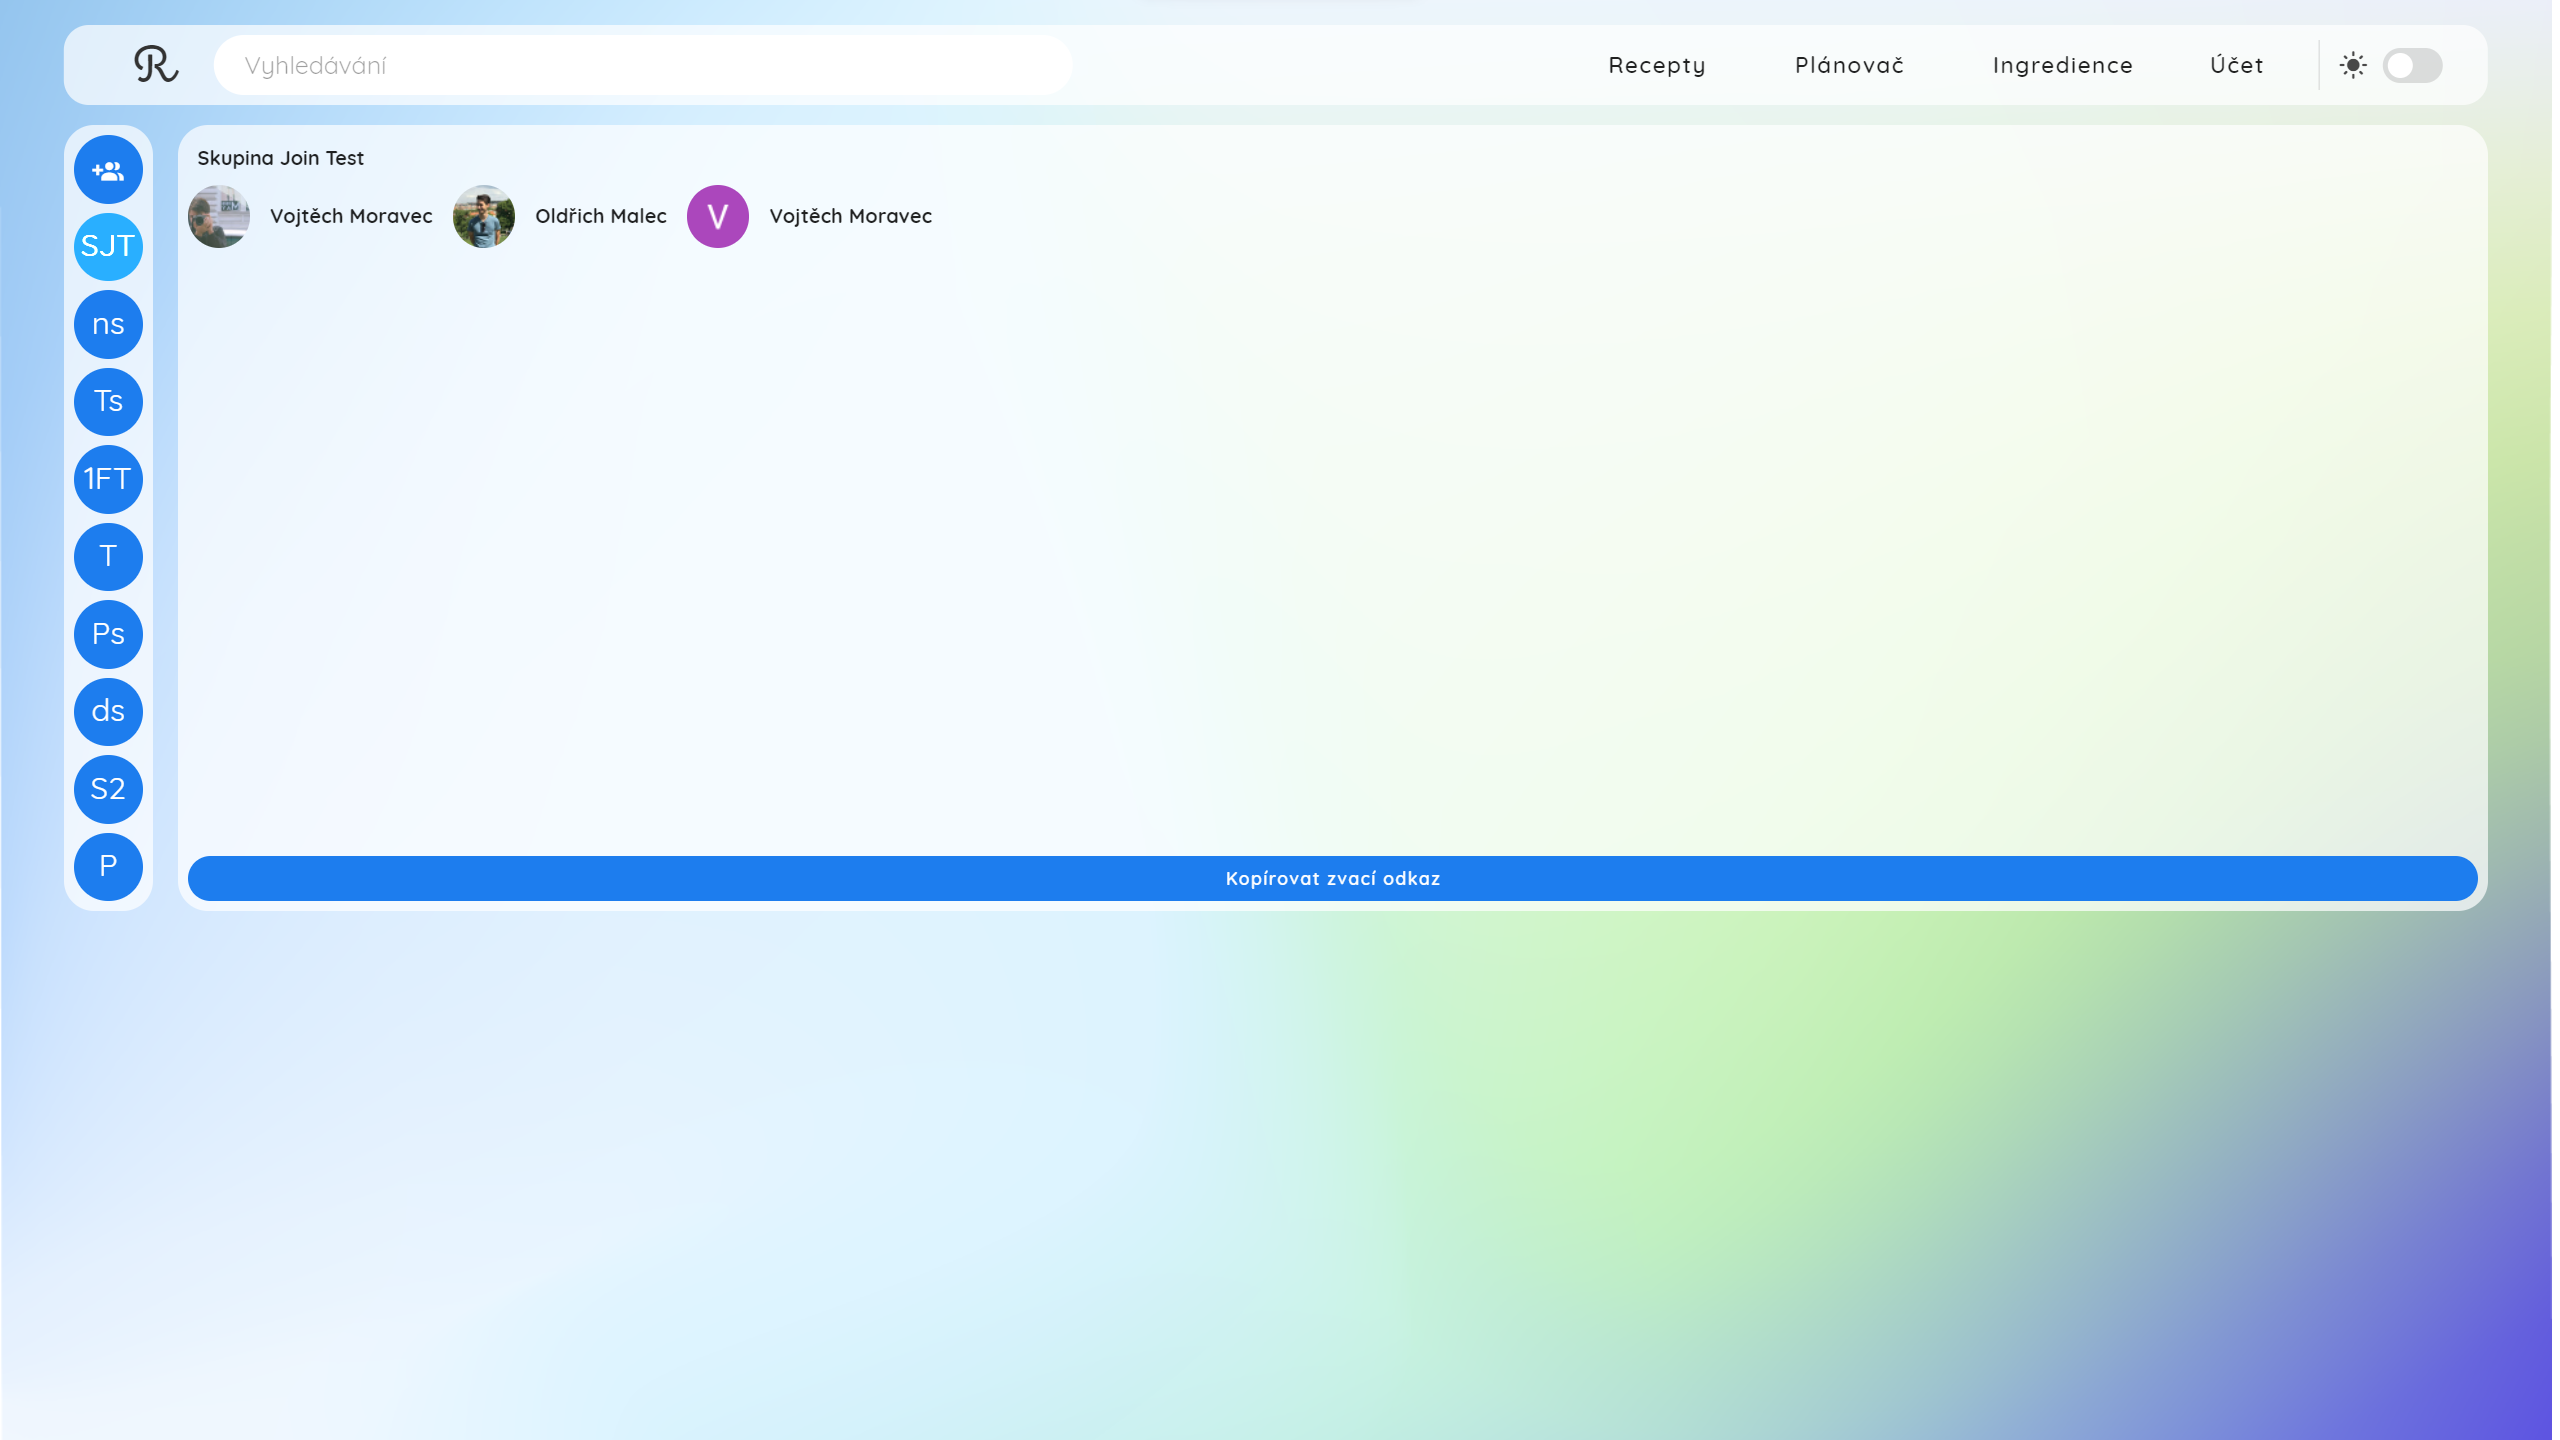 R
Vyhledávání
Recepty
Plánovač
Ingredience
Účet
SJT
ns
Ts
1FT
T
Ps
ds
S2
P
Skupina Join Test
Vojtěch Moravec
Oldřich Malec
V
Vojtěch Moravec
Kopírovat zvací odkaz